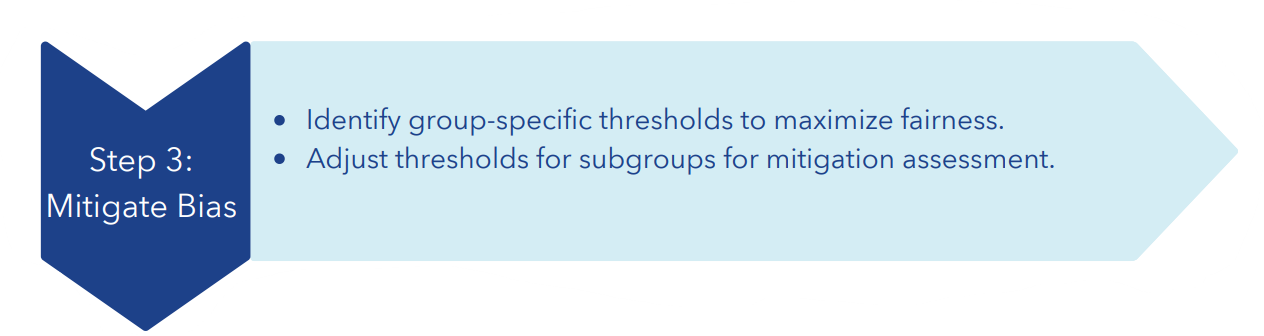 Step 3:
Mitigate Bias
• Identify group-specific thresholds to maximize fairness.
• Adjust thresholds for subgroups for mitigation assessment.